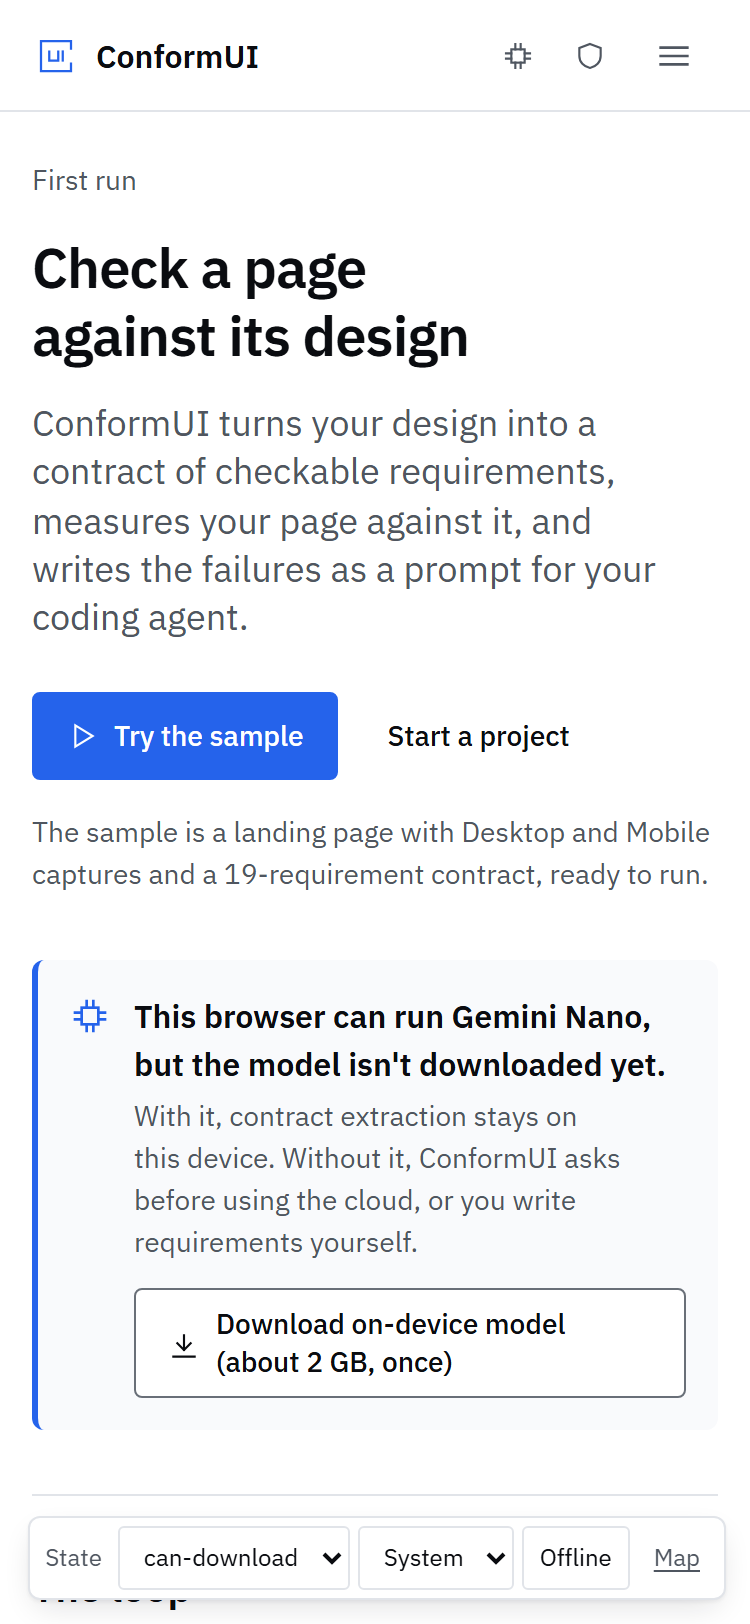 UI ConformUI
First run
Check a page
against its design
ConformUI turns your design into a
contract of checkable requirements,
measures your page against it, and
writes the failures as a prompt for your
coding agent.
Try the sample
Start a project
The sample is a landing page with Desktop and Mobile
captures and a 19-requirement contract, ready to run.
This browser can run Gemini Nano,
but the model isn't downloaded yet.
With it, contract extraction stays on
this device. Without it, ConformUI asks
before using the cloud, or you write
requirements yourself.
Download on-device model
(about 2 GB, once)
State can-download System Offline Map